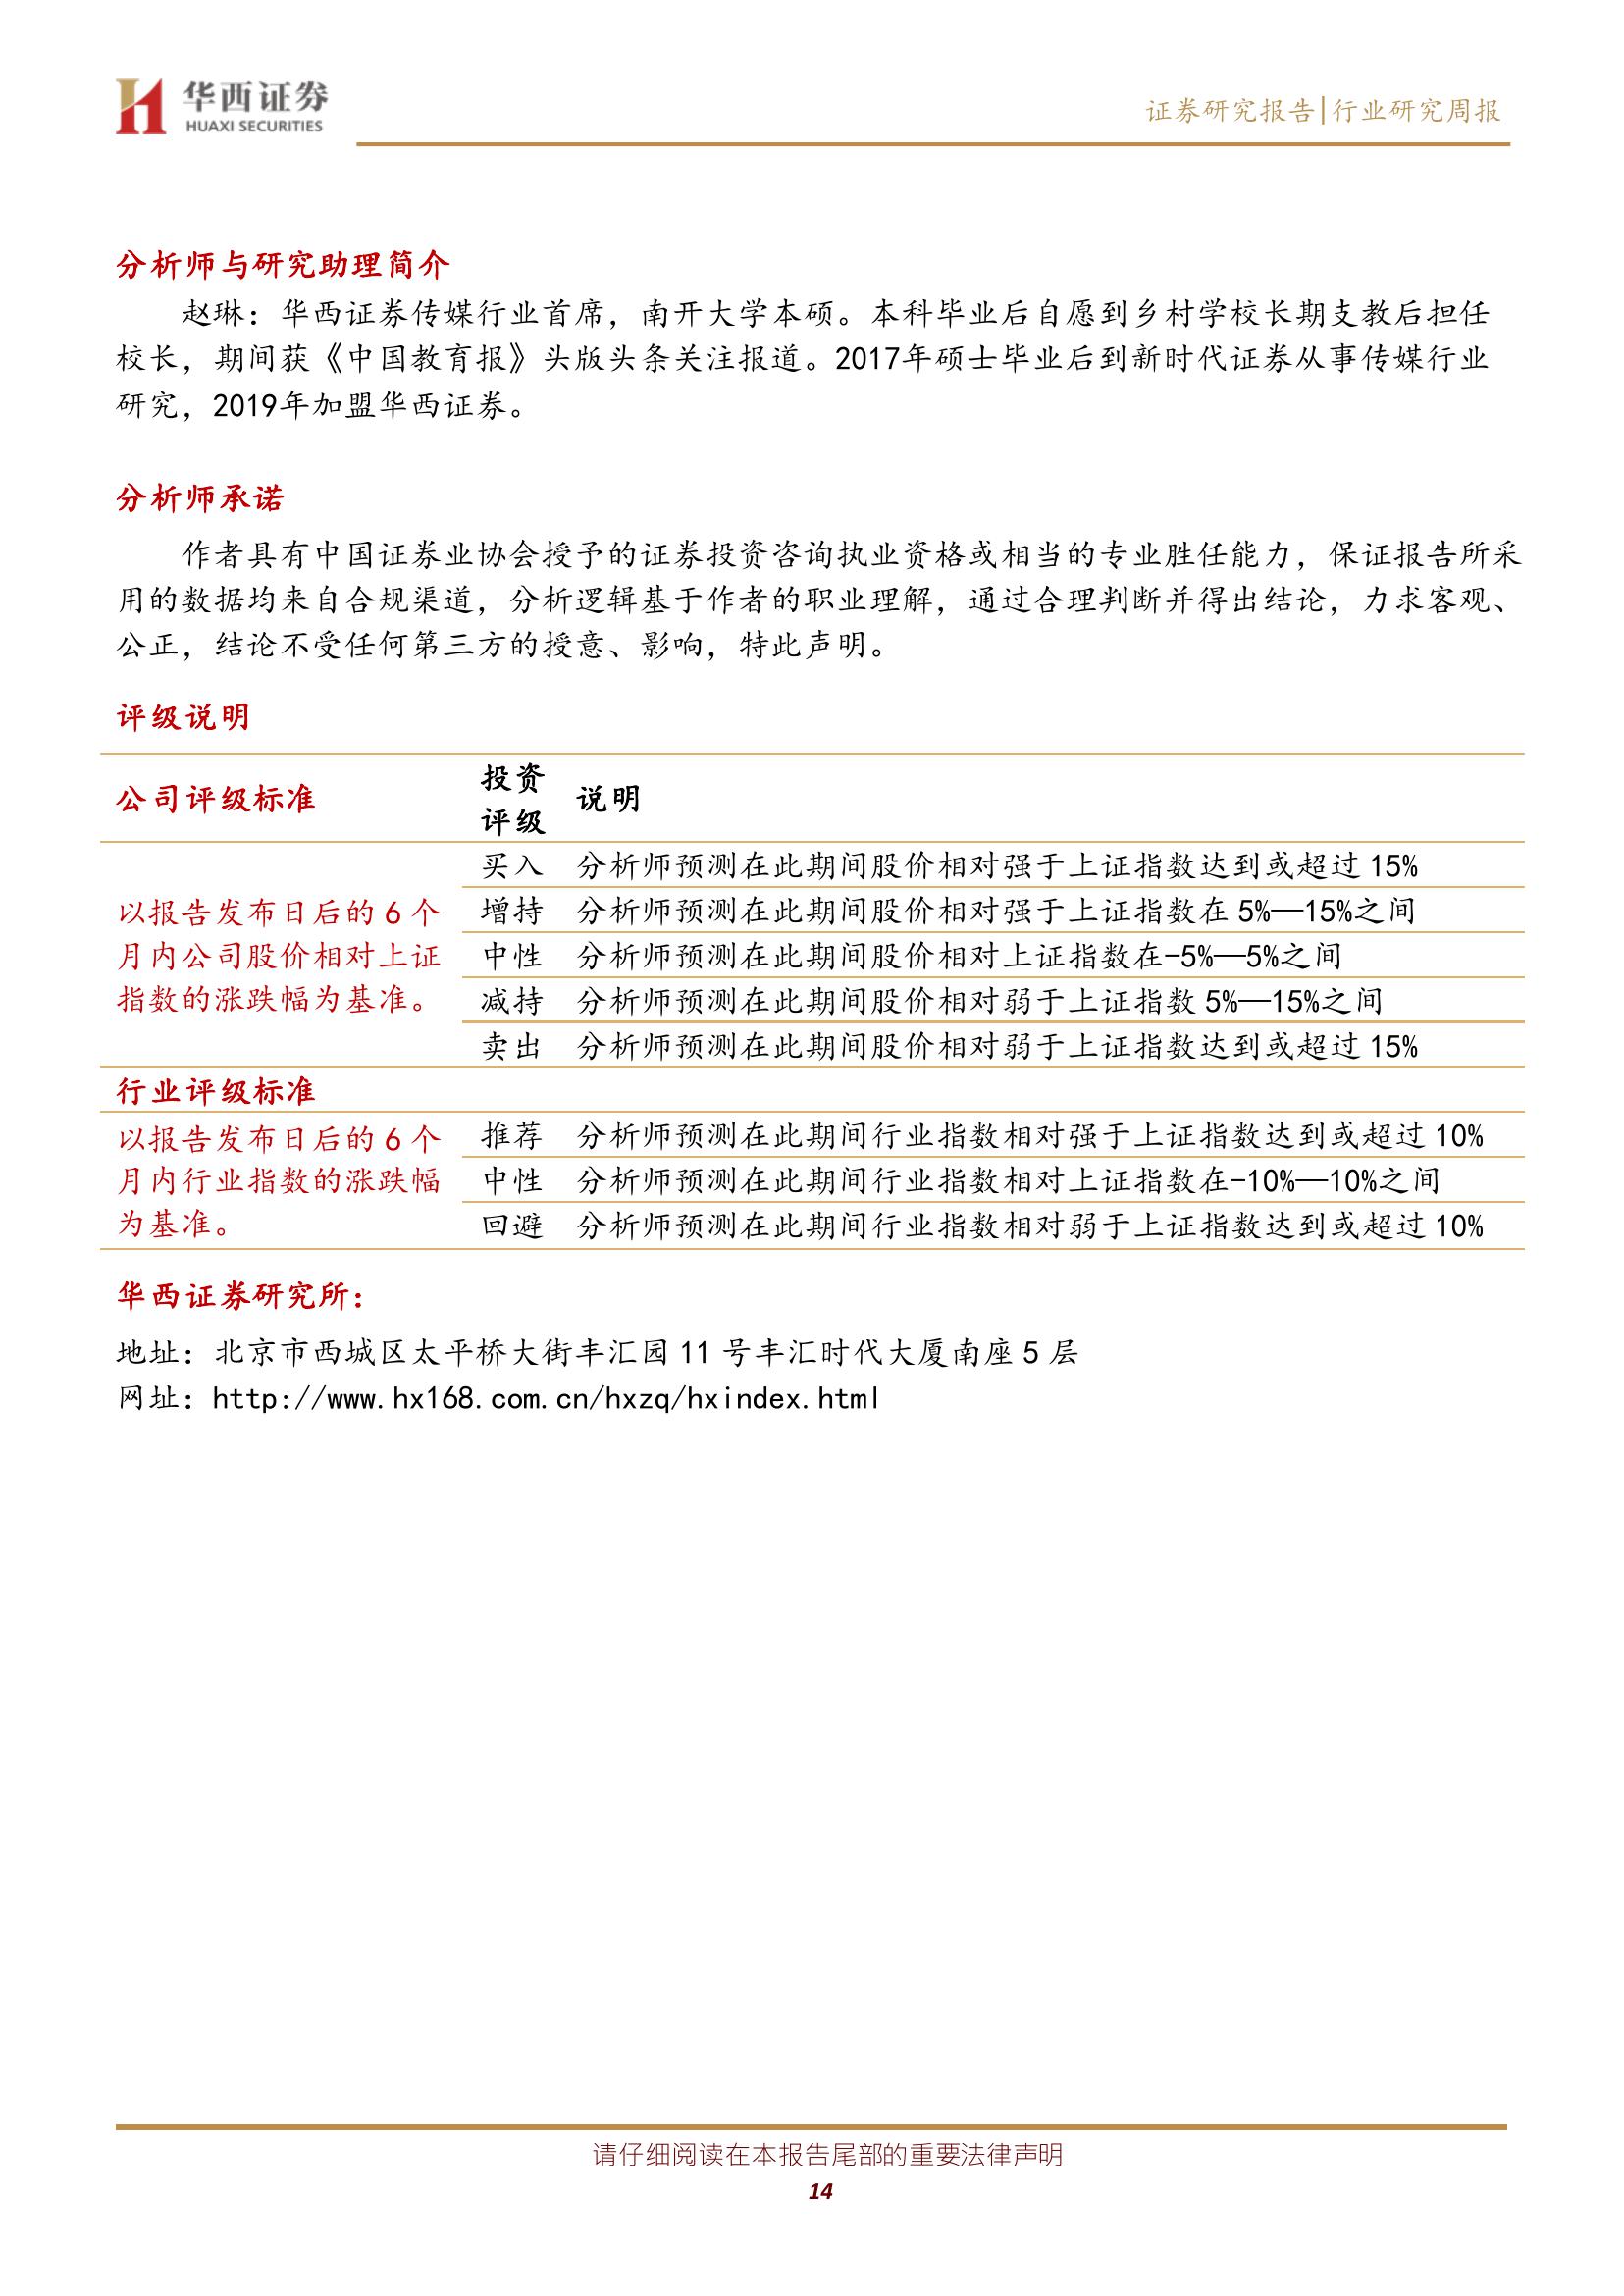 华西证券
HUAXI SECURITIES
证券研究报告|行业研究周报
分析师与研究助理简介
赵琳：华西证券传媒行业首席，南开大学本硕。本科毕业后自愿到乡村学校长期支教后担任
校长，期间获《中国教育报》头版头条关注报道。2017年硕士毕业后到新时代证券从事传媒行业
研究，2019年加盟华西证券。
分析师承诺
作者具有中国证券业协会授予的证券投资咨询执业资格或相当的专业胜任能力，保证报告所采
用的数据均来自合规渠道，分析逻辑基于作者的职业理解，通过合理判断并得出结论，力求客观、
公正，结论不受任何第三方的授意、影响，特此声明。
评级说明
公司评级标准
投资
评级
说明
以报告发布日后的 6 个
月内公司股价相对上证
指数的涨跌幅为基准。
买入 分析师预测在此期间股价相对强于上证指数达到或超过 15%
增持 分析师预测在此期间股价相对强于上证指数在 5%—15%之间
中性 分析师预测在此期间股价相对上证指数在-5%—5%之间
减持 分析师预测在此期间股价相对弱于上证指数 5%—15%之间
卖出 分析师预测在此期间股价相对弱于上证指数达到或超过 15%
行业评级标准
以报告发布日后的 6 个
月内行业指数的涨跌幅
为基准。
推荐 分析师预测在此期间行业指数相对强于上证指数达到或超过 10%
中性 分析师预测在此期间行业指数相对上证指数在-10%—10%之间
回避 分析师预测在此期间行业指数相对弱于上证指数达到或超过 10%
华西证券研究所：
地址：北京市西城区太平桥大街丰汇园 11 号丰汇时代大厦南座 5 层
网址：http://www.hx168.com.cn/hxzq/hxindex.html
请仔细阅读在本报告尾部的重要法律声明
14